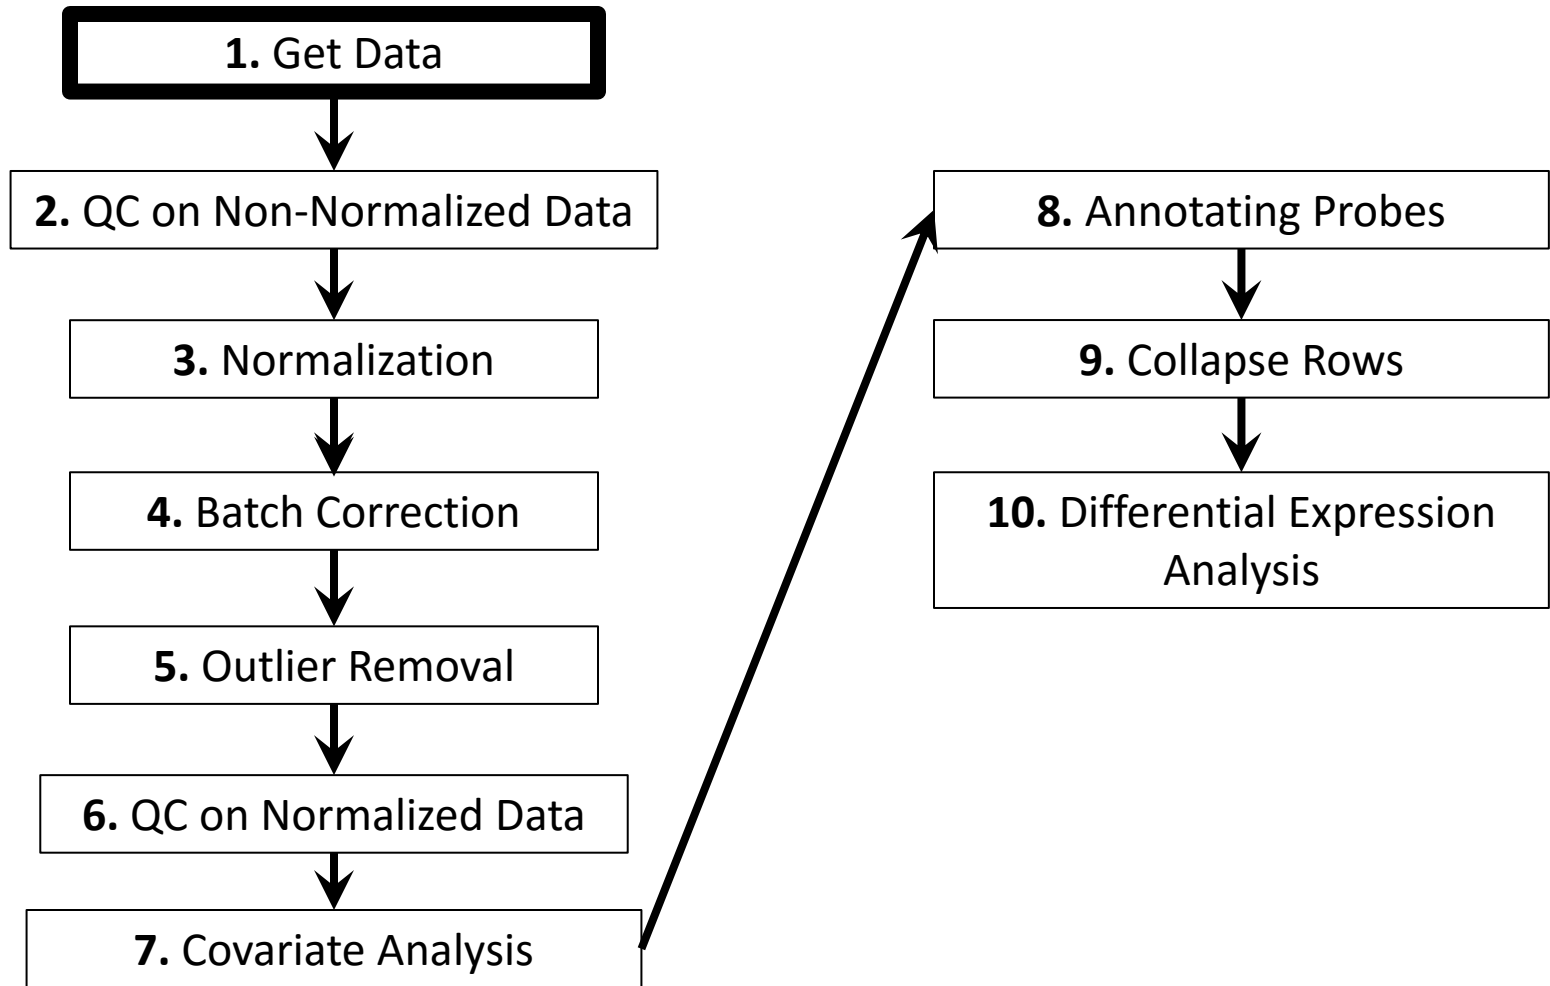 1. Get Data
2. QC on Non-Normalized Data
3. Normalization
4. Batch Correction
5. Outlier Removal
6. QC on Normalized Data
7. Covariate Analysis
8. Annotating Probes
9. Collapse Rows
10. Differential Expression
Analysis